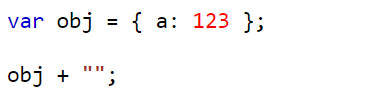 var obj = { a: 123 };
obj + "";